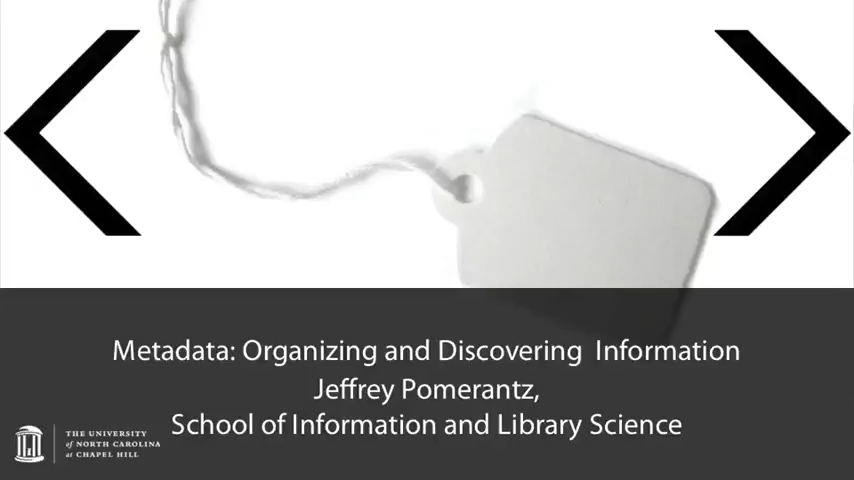 Metadata: Organizing and Discovering Information
Jeffrey Pomerantz,
School of Information and Library Science
THE UNIVERSITY
of NORTH CAROLINA
at CHAPEL HILL